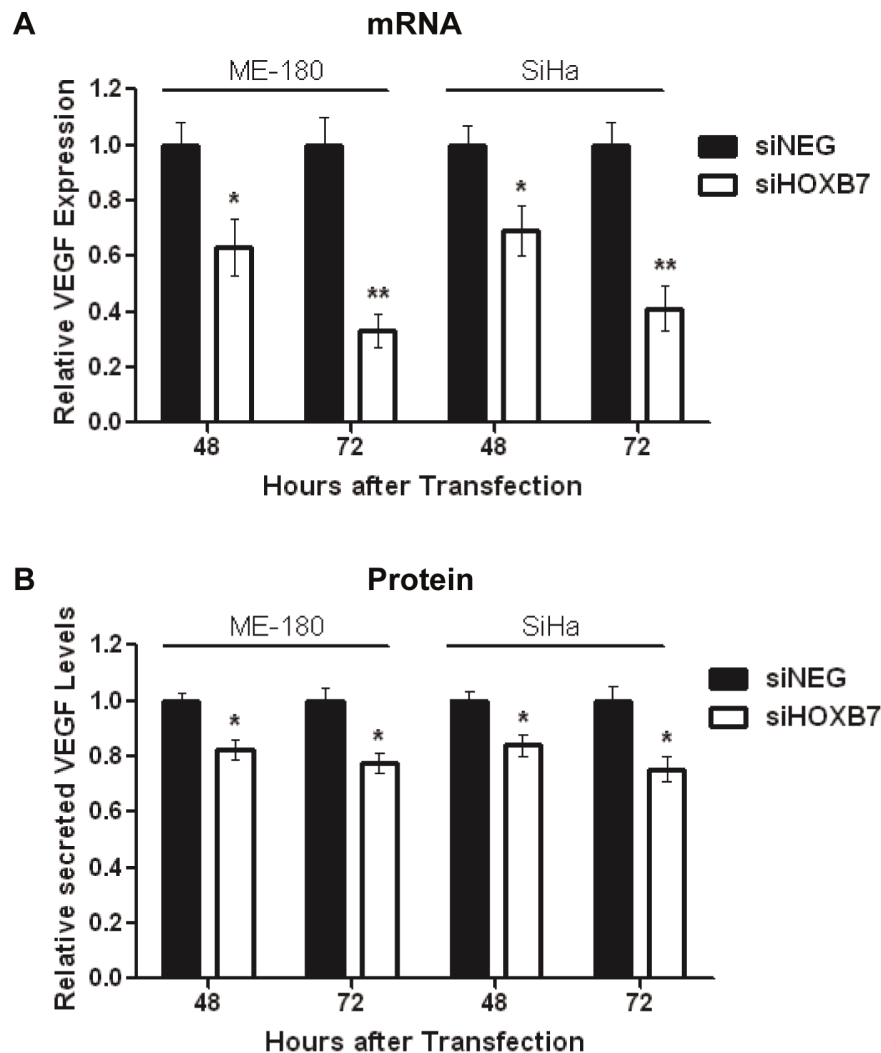 A mRNA
ME-180 SiHa
Relative VEGF Expression
1.2
1.0
0.8
0.6
0.4
0.2
0.0
* ** * **
siNEG
siHOXB7
48 72 48 72
Hours after Transfection
B Protein
ME-180 SiHa
Relative secreted VEGF Levels
1.2
1.0
0.8
0.6
0.4
0.2
0.0
* * * *
siNEG
siHOXB7
48 72 48 72
Hours after Transfection